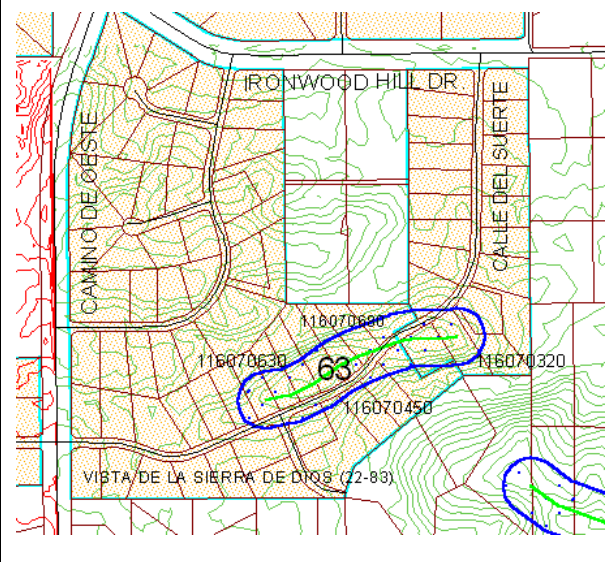 IRONWOOD HILL DR
CAMINO DE OESTE
CALLE DEL SUERTE
116070690
116070630
63
116070320
116070450
VISTA DE LA SIERRA DE DIOS (22-83)